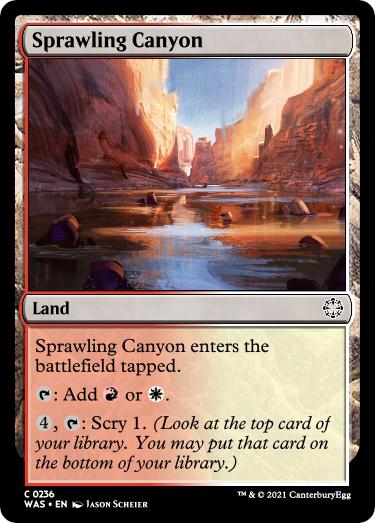 Sprawling Canyon
Land
Sprawling Canyon enters the
battlefield tapped.
: Add or .
4, : Scry 1. (Look at the top card of
your library. You may put that card on
the bottom of your library.)
C 0236
WAS • EN Jason Scheier
™ & © 2021 CanterburyEgg